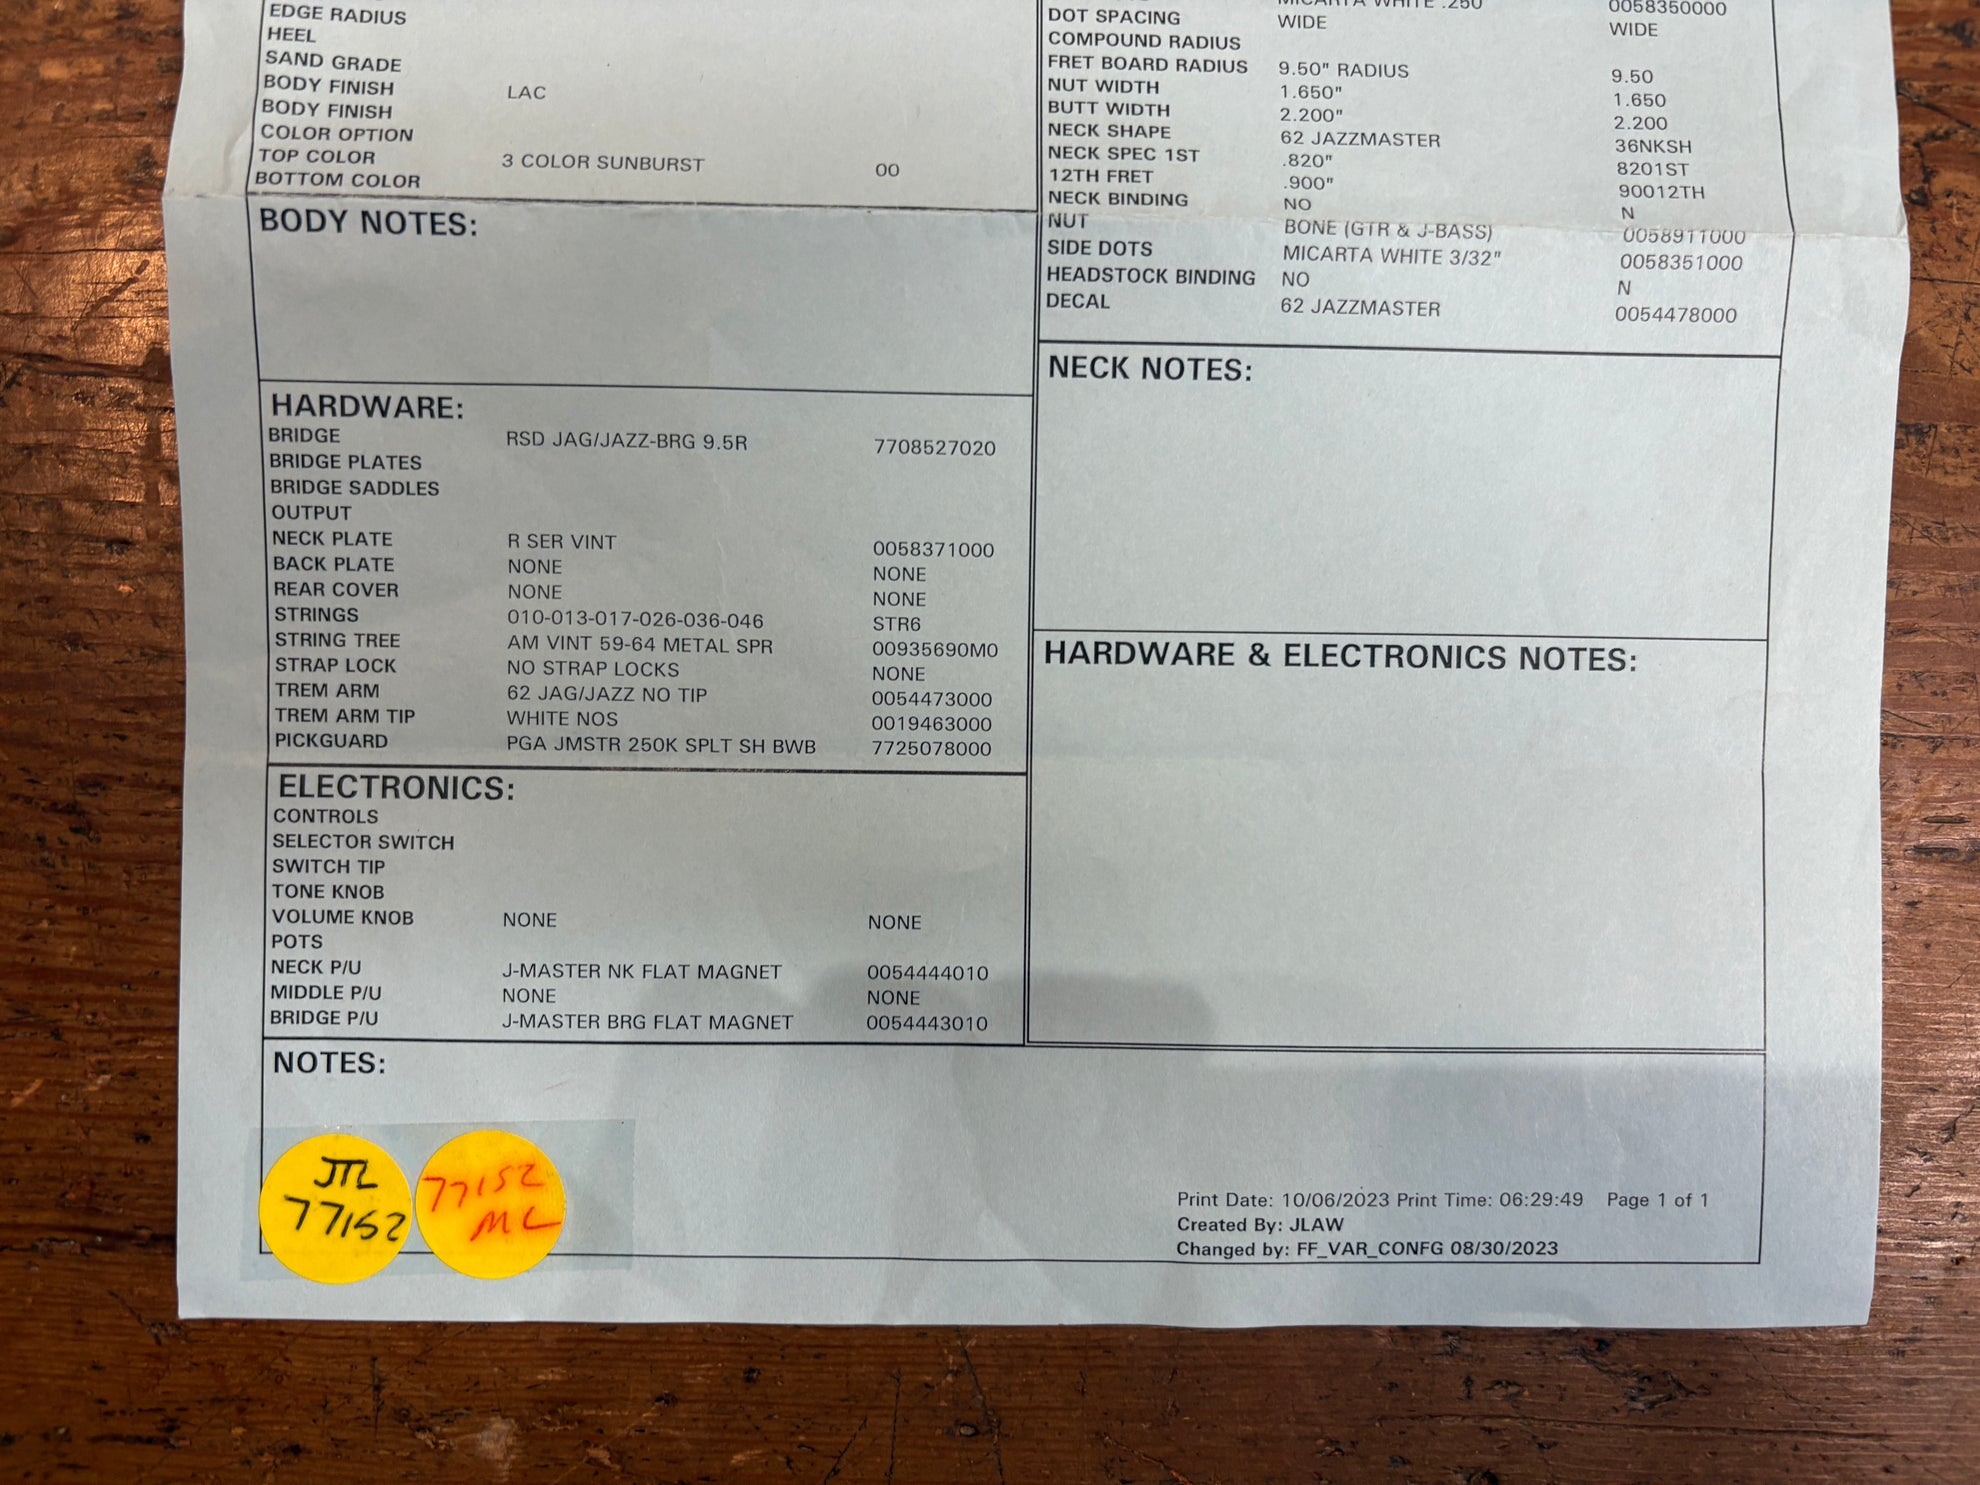 EDGE RADIUS
HEEL
SAND GRADE
BODY FINISH LAC
BODY FINISH
COLOR OPTION
TOP COLOR 3 COLOR SUNBURST 00
BOTTOM COLOR
BODY NOTES:
HARDWARE:
BRIDGE RSD JAG/JAZZ-BRG 9.5R 7708527020
BRIDGE PLATES
BRIDGE SADDLES
OUTPUT
NECK PLATE R SER VINT 0058371000
BACK PLATE NONE NONE
REAR COVER NONE NONE
STRINGS 010-013-017-026-036-046 STR6
STRING TREE AM VINT 59-64 METAL SPR 00935690M0
STRAP LOCK NO STRAP LOCKS NONE
TREM ARM 62 JAG/JAZZ NO TIP 0054473000
TREM ARM TIP WHITE NOS 0019463000
PICKGUARD PGA JMSTR 250K SPLT SH BWB 7725078000
ELECTRONICS:
CONTROLS
SELECTOR SWITCH
SWITCH TIP
TONE KNOB
VOLUME KNOB NONE NONE
POTS
NECK P/U J-MASTER NK FLAT MAGNET 0054444010
MIDDLE P/U NONE NONE
BRIDGE P/U J-MASTER BRG FLAT MAGNET 0054443010
MICARTA WHITE .250 0058350000
DOT SPACING WIDE WIDE
COMPOUND RADIUS
FRET BOARD RADIUS 9.50" RADIUS 9.50
NUT WIDTH 1.650" 1.650
BUTT WIDTH 2.200" 2.200
NECK SHAPE 62 JAZZMASTER 36NKSH
NECK SPEC 1ST .820" 8201ST
12TH FRET .900" 90012TH
NECK BINDING NO N
NUT BONE (GTR & J-BASS) 0058911000
SIDE DOTS MICARTA WHITE 3/32" 0058351000
HEADSTOCK BINDING NO N
DECAL 62 JAZZMASTER 0054478000
NECK NOTES:
HARDWARE & ELECTRONICS NOTES:
NOTES:
77152
77152
MC
Print Date: 10/06/2023 Print Time: 06:29:49 Page 1 of 1
Created By: JLAW
Changed by: FF_VAR_CONFG 08/30/2023